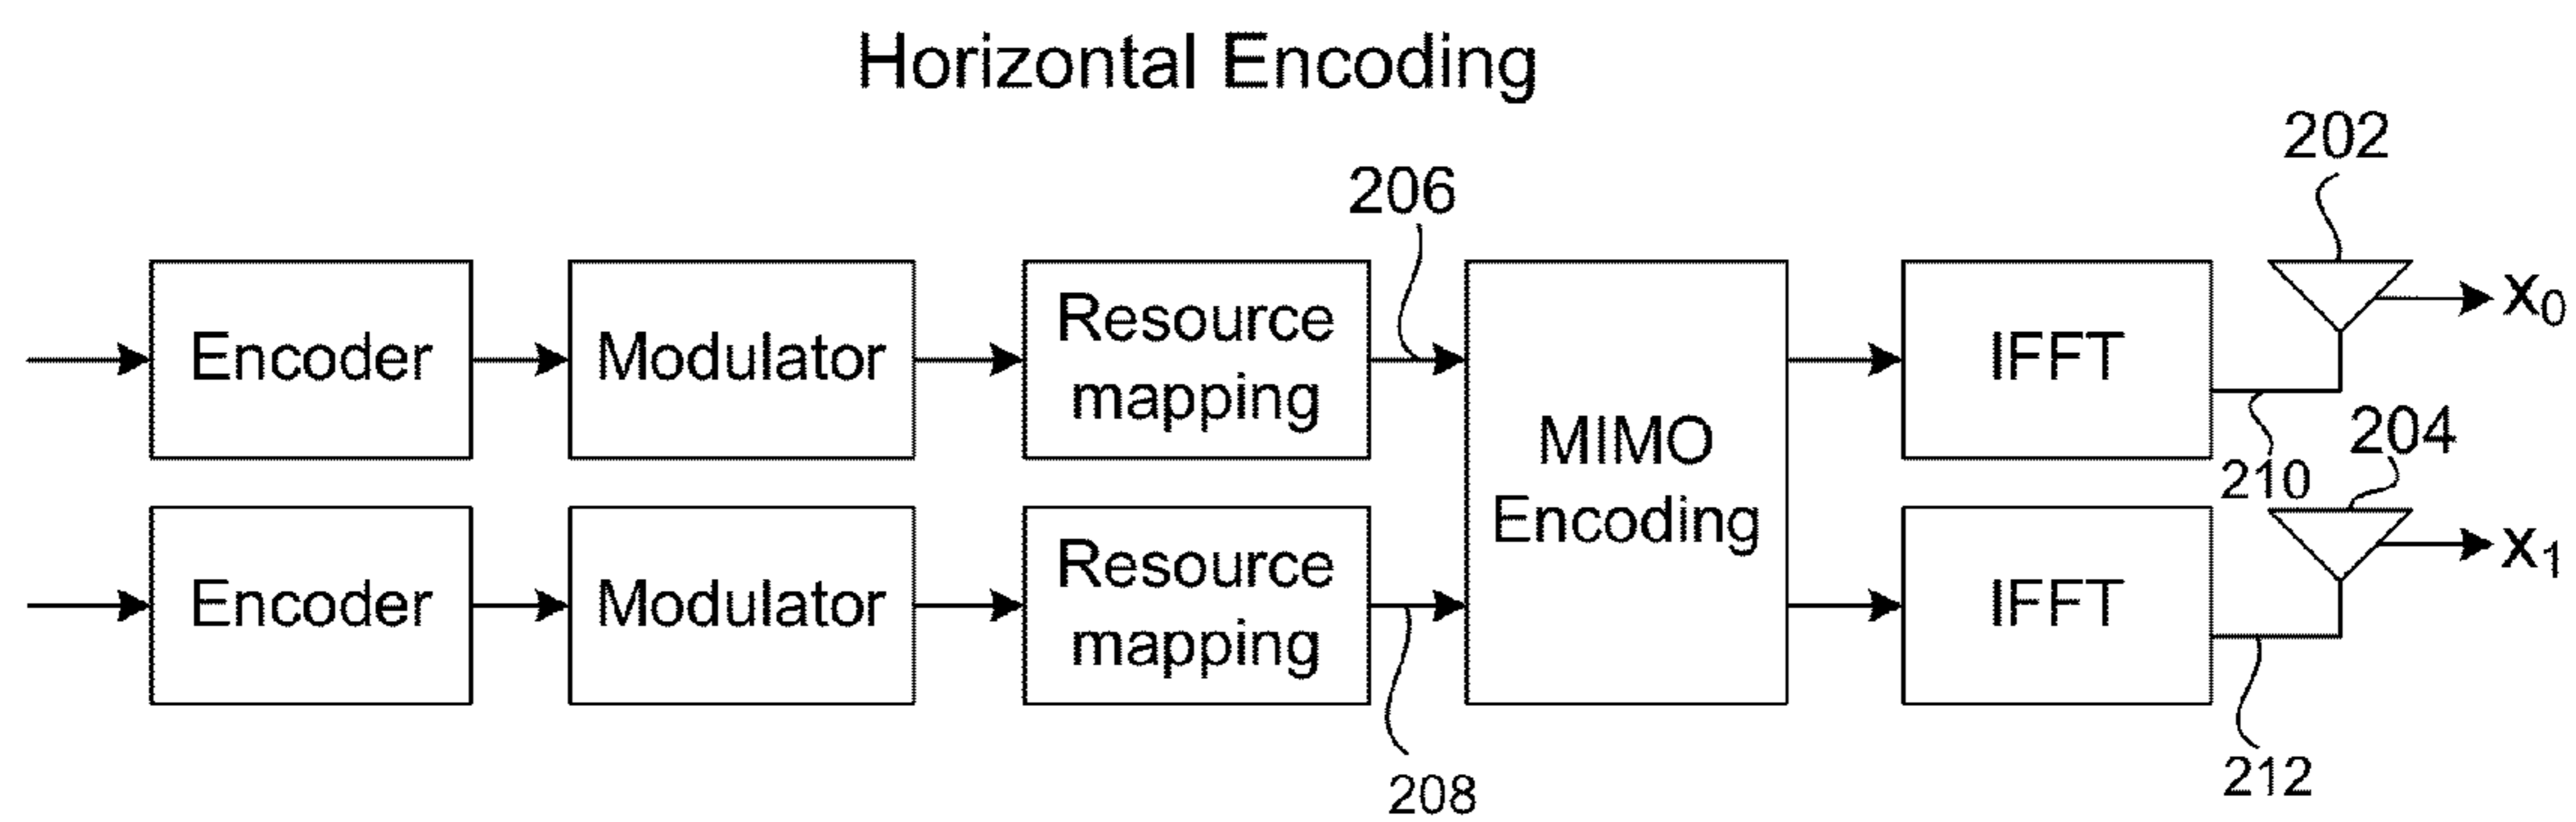 Horizontal Encoding
202
206
Encoder
Modulator
Resource
mapping
MIMO
Encoding
IFFT
x0
210
204
Encoder
Modulator
Resource
mapping
IFFT
x1
208
212